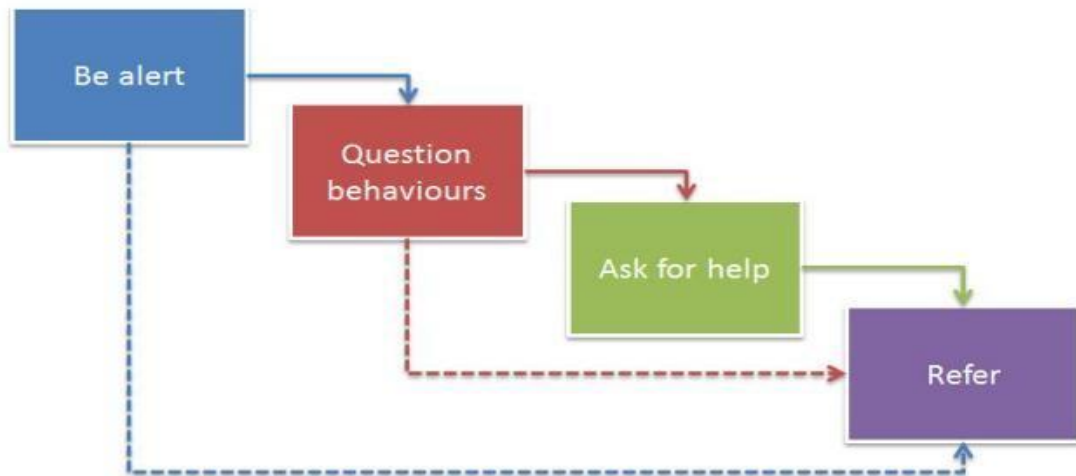 Be alert
Question
behaviours
Ask for help
Refer